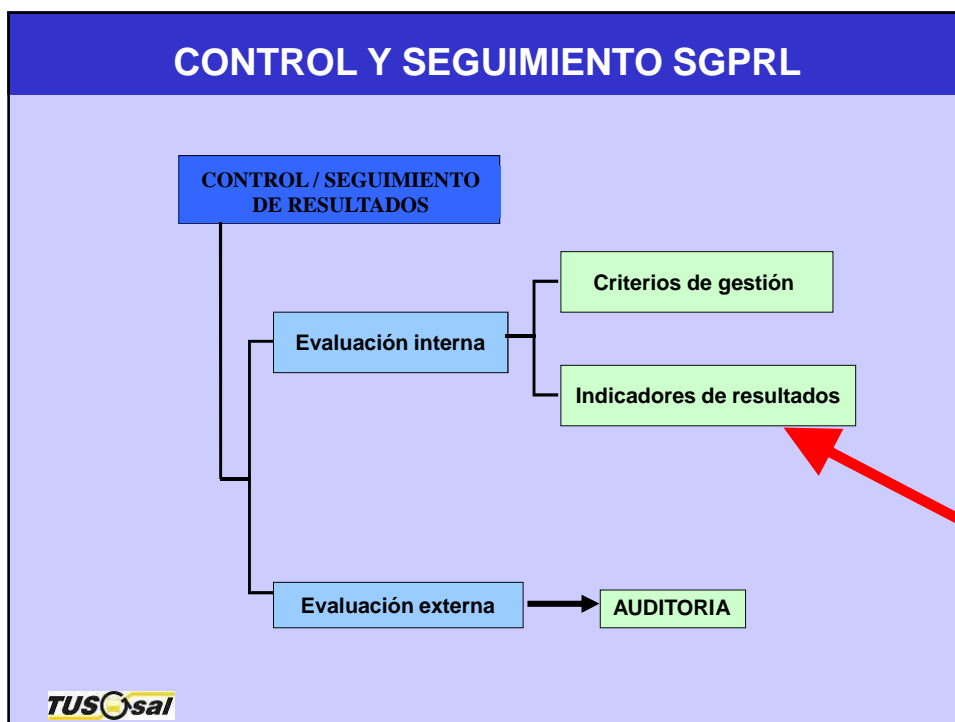 CONTROL Y SEGUIMIENTO SGPRL
CONTROL / SEGUIMIENTO
DE RESULTADOS
Criterios de gestión
Evaluación interna
Indicadores de resultados
Evaluación externa
AUDITORIA
TUSGsal